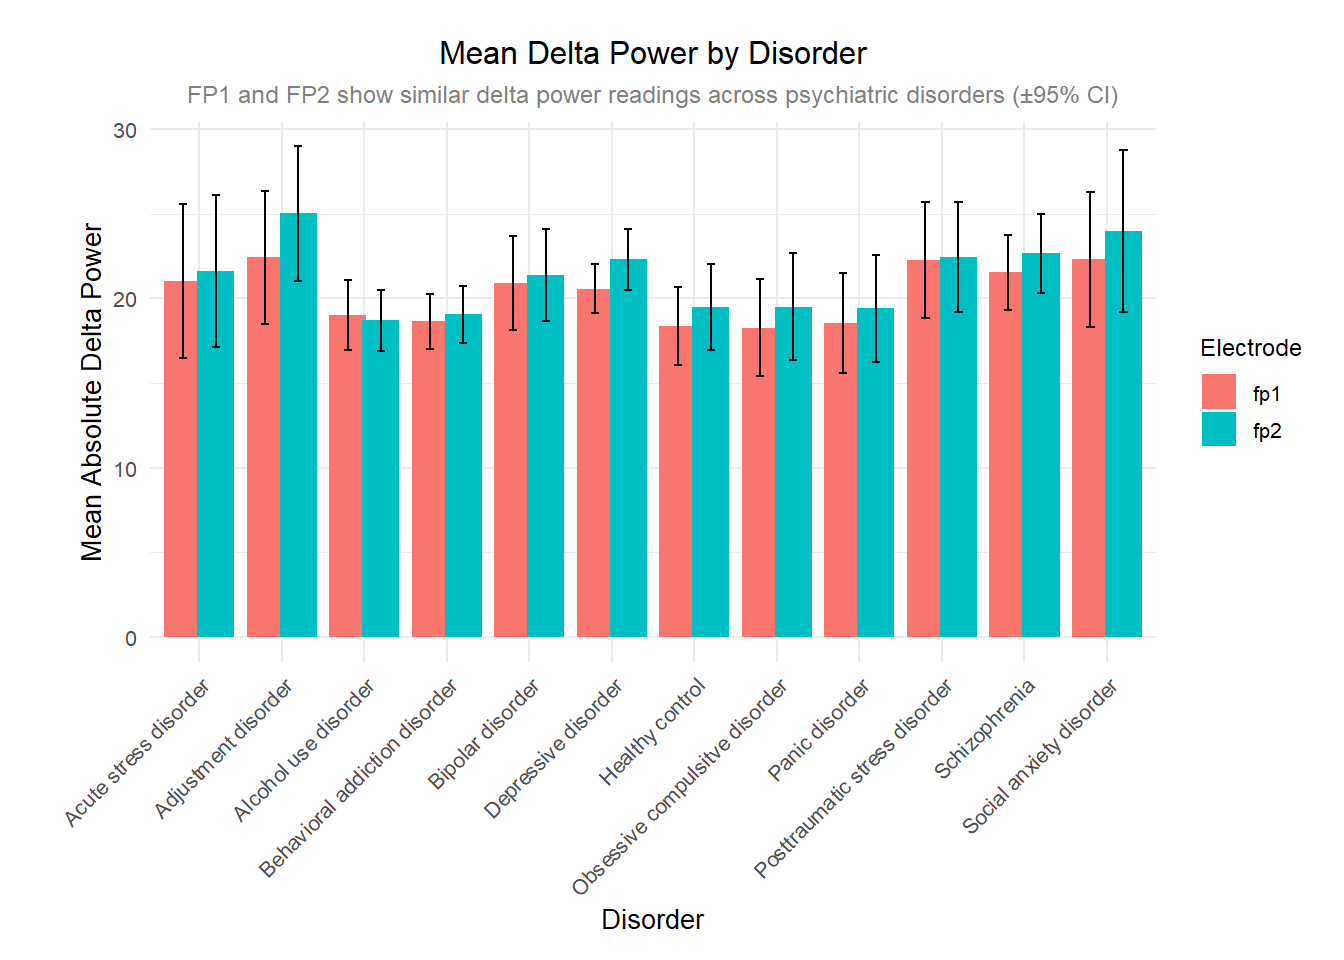 Mean Delta Power by Disorder
FP1 and FP2 show similar delta power readings across psychiatric disorders (±95% CI)
Mean Absolute Delta Power
30
20
10
0
Acute stress disorder
Adjustment disorder
Alcohol use disorder
Behavioral addiction disorder
Bipolar disorder
Depressive disorder
Healthy control
Obsessive compulsitve disorder
Panic disorder
Posttraumatic stress disorder
Schizophrenia
Social anxiety disorder
Disorder
Electrode
fp1
fp2